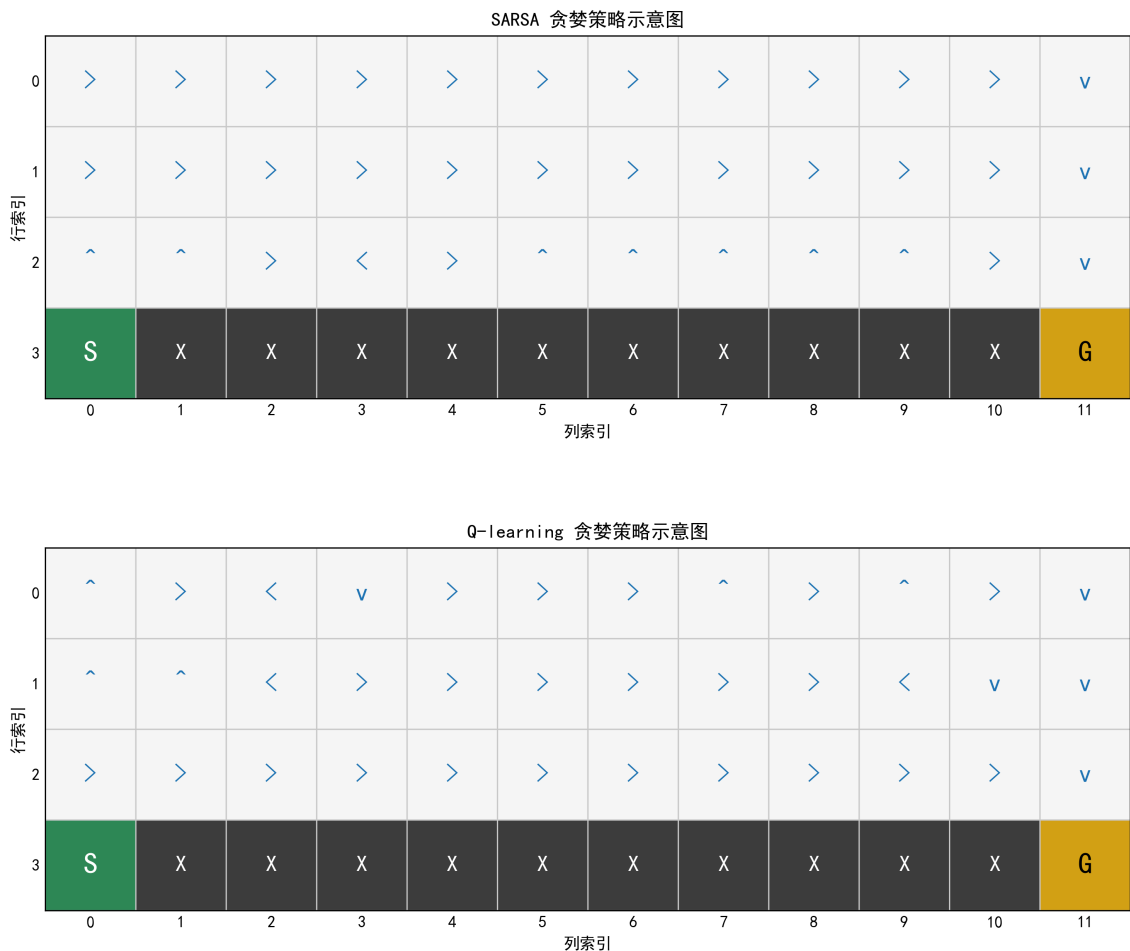 SARSA 贪婪策略示意图
行索引
0 > > > > > > > > > > > v
1 > > > > > > > > > > > v
2 ^ ^ > < > ^ ^ ^ ^ ^ > v
3 S X X X X X X X X X X G
0 1 2 3 4 5 6 7 8 9 10 11
列索引
Q-learning 贪婪策略示意图
行索引
0 ^ > < v > > > ^ > ^ > v
1 ^ ^ < > > > > > > < v v
2 > > > > > > > > > > > v
3 S X X X X X X X X X X G
0 1 2 3 4 5 6 7 8 9 10 11
列索引